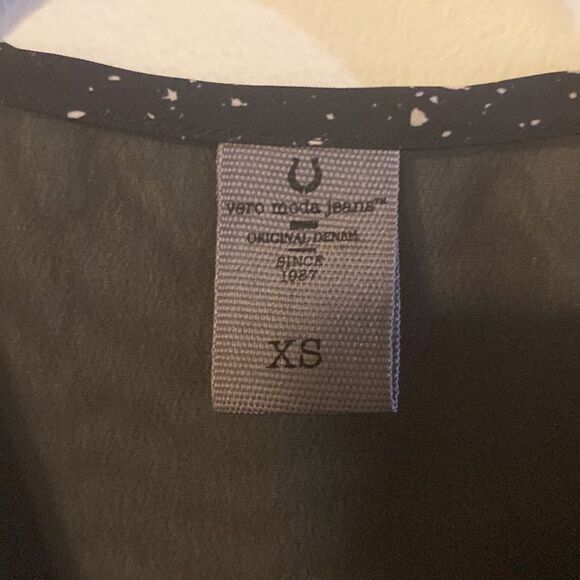 vero moda jeans™
ORIGINAL DENIM
SINCE
1987
XS